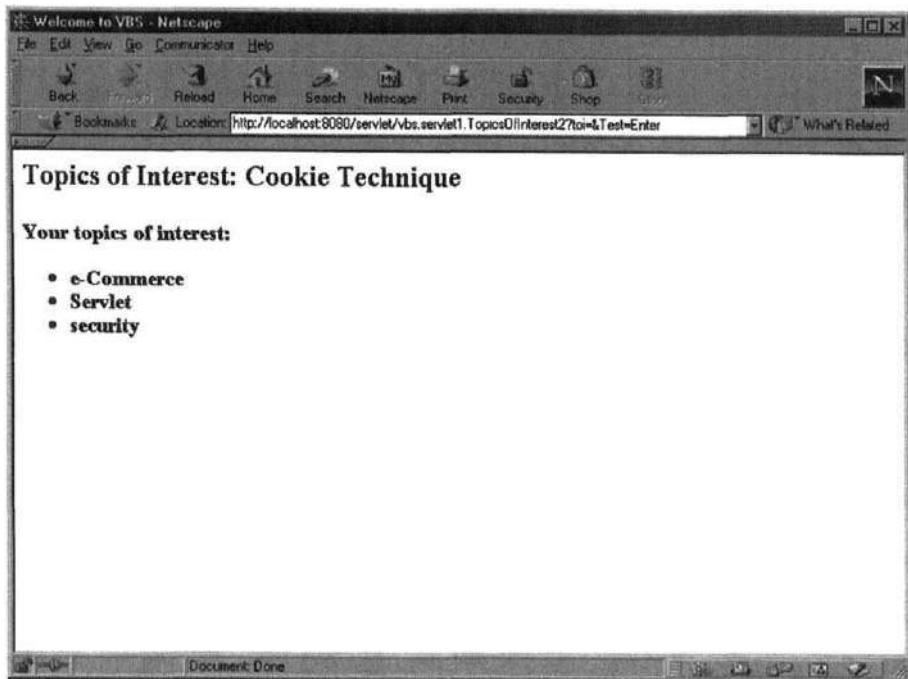 Welcome to VBS - Netscape
File Edit View Go Communicator Help
Back Forward Reload Home Search Netscape Print Security Shop Stop
Bookmarks Location: http://localhost:8080/servlet/vbs.servlet1.TopicsOfInterest2?toi=&Test=Enter What's Related
Topics of Interest: Cookie Technique
Your topics of interest:
• e-Commerce
• Servlet
• security
Document: Done